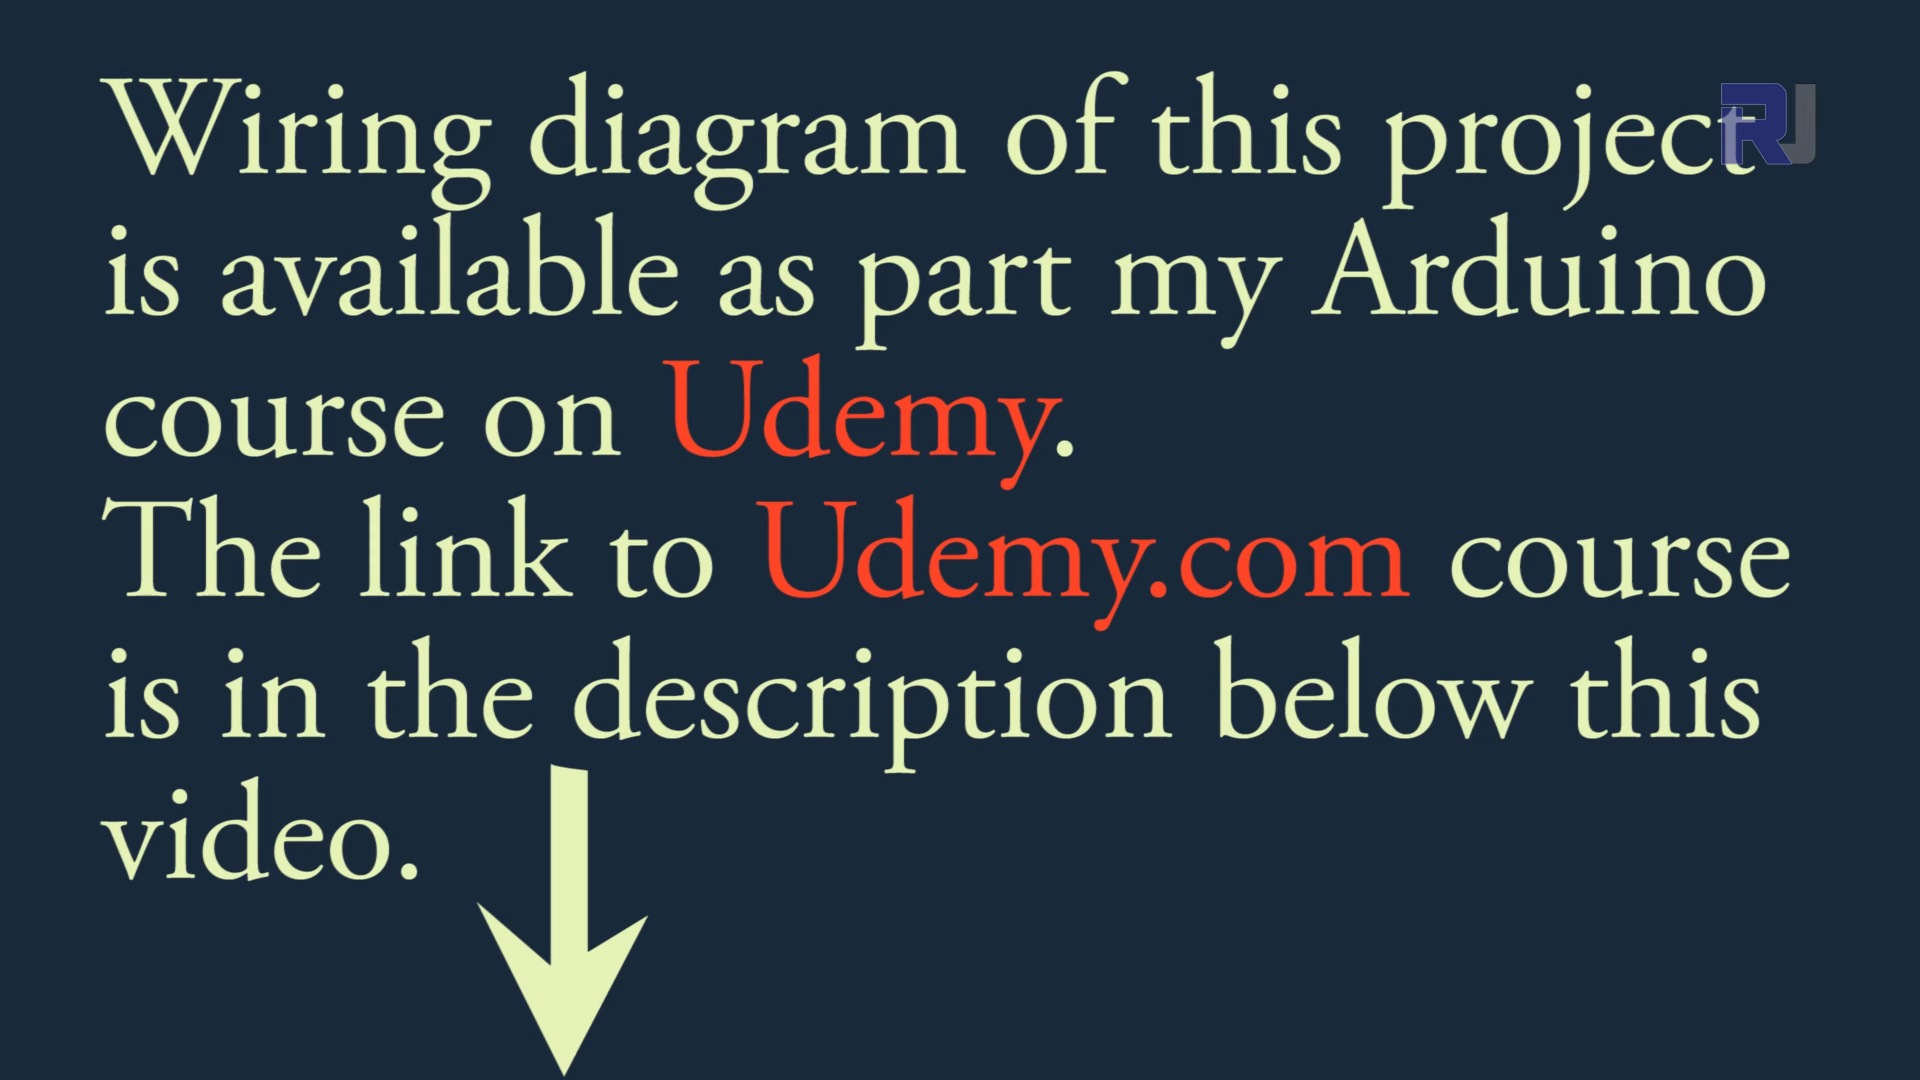 Wiring diagram of this project
is available as part my Arduino
course on Udemy.
The link to Udemy.com course
is in the description below this
video.
RJ